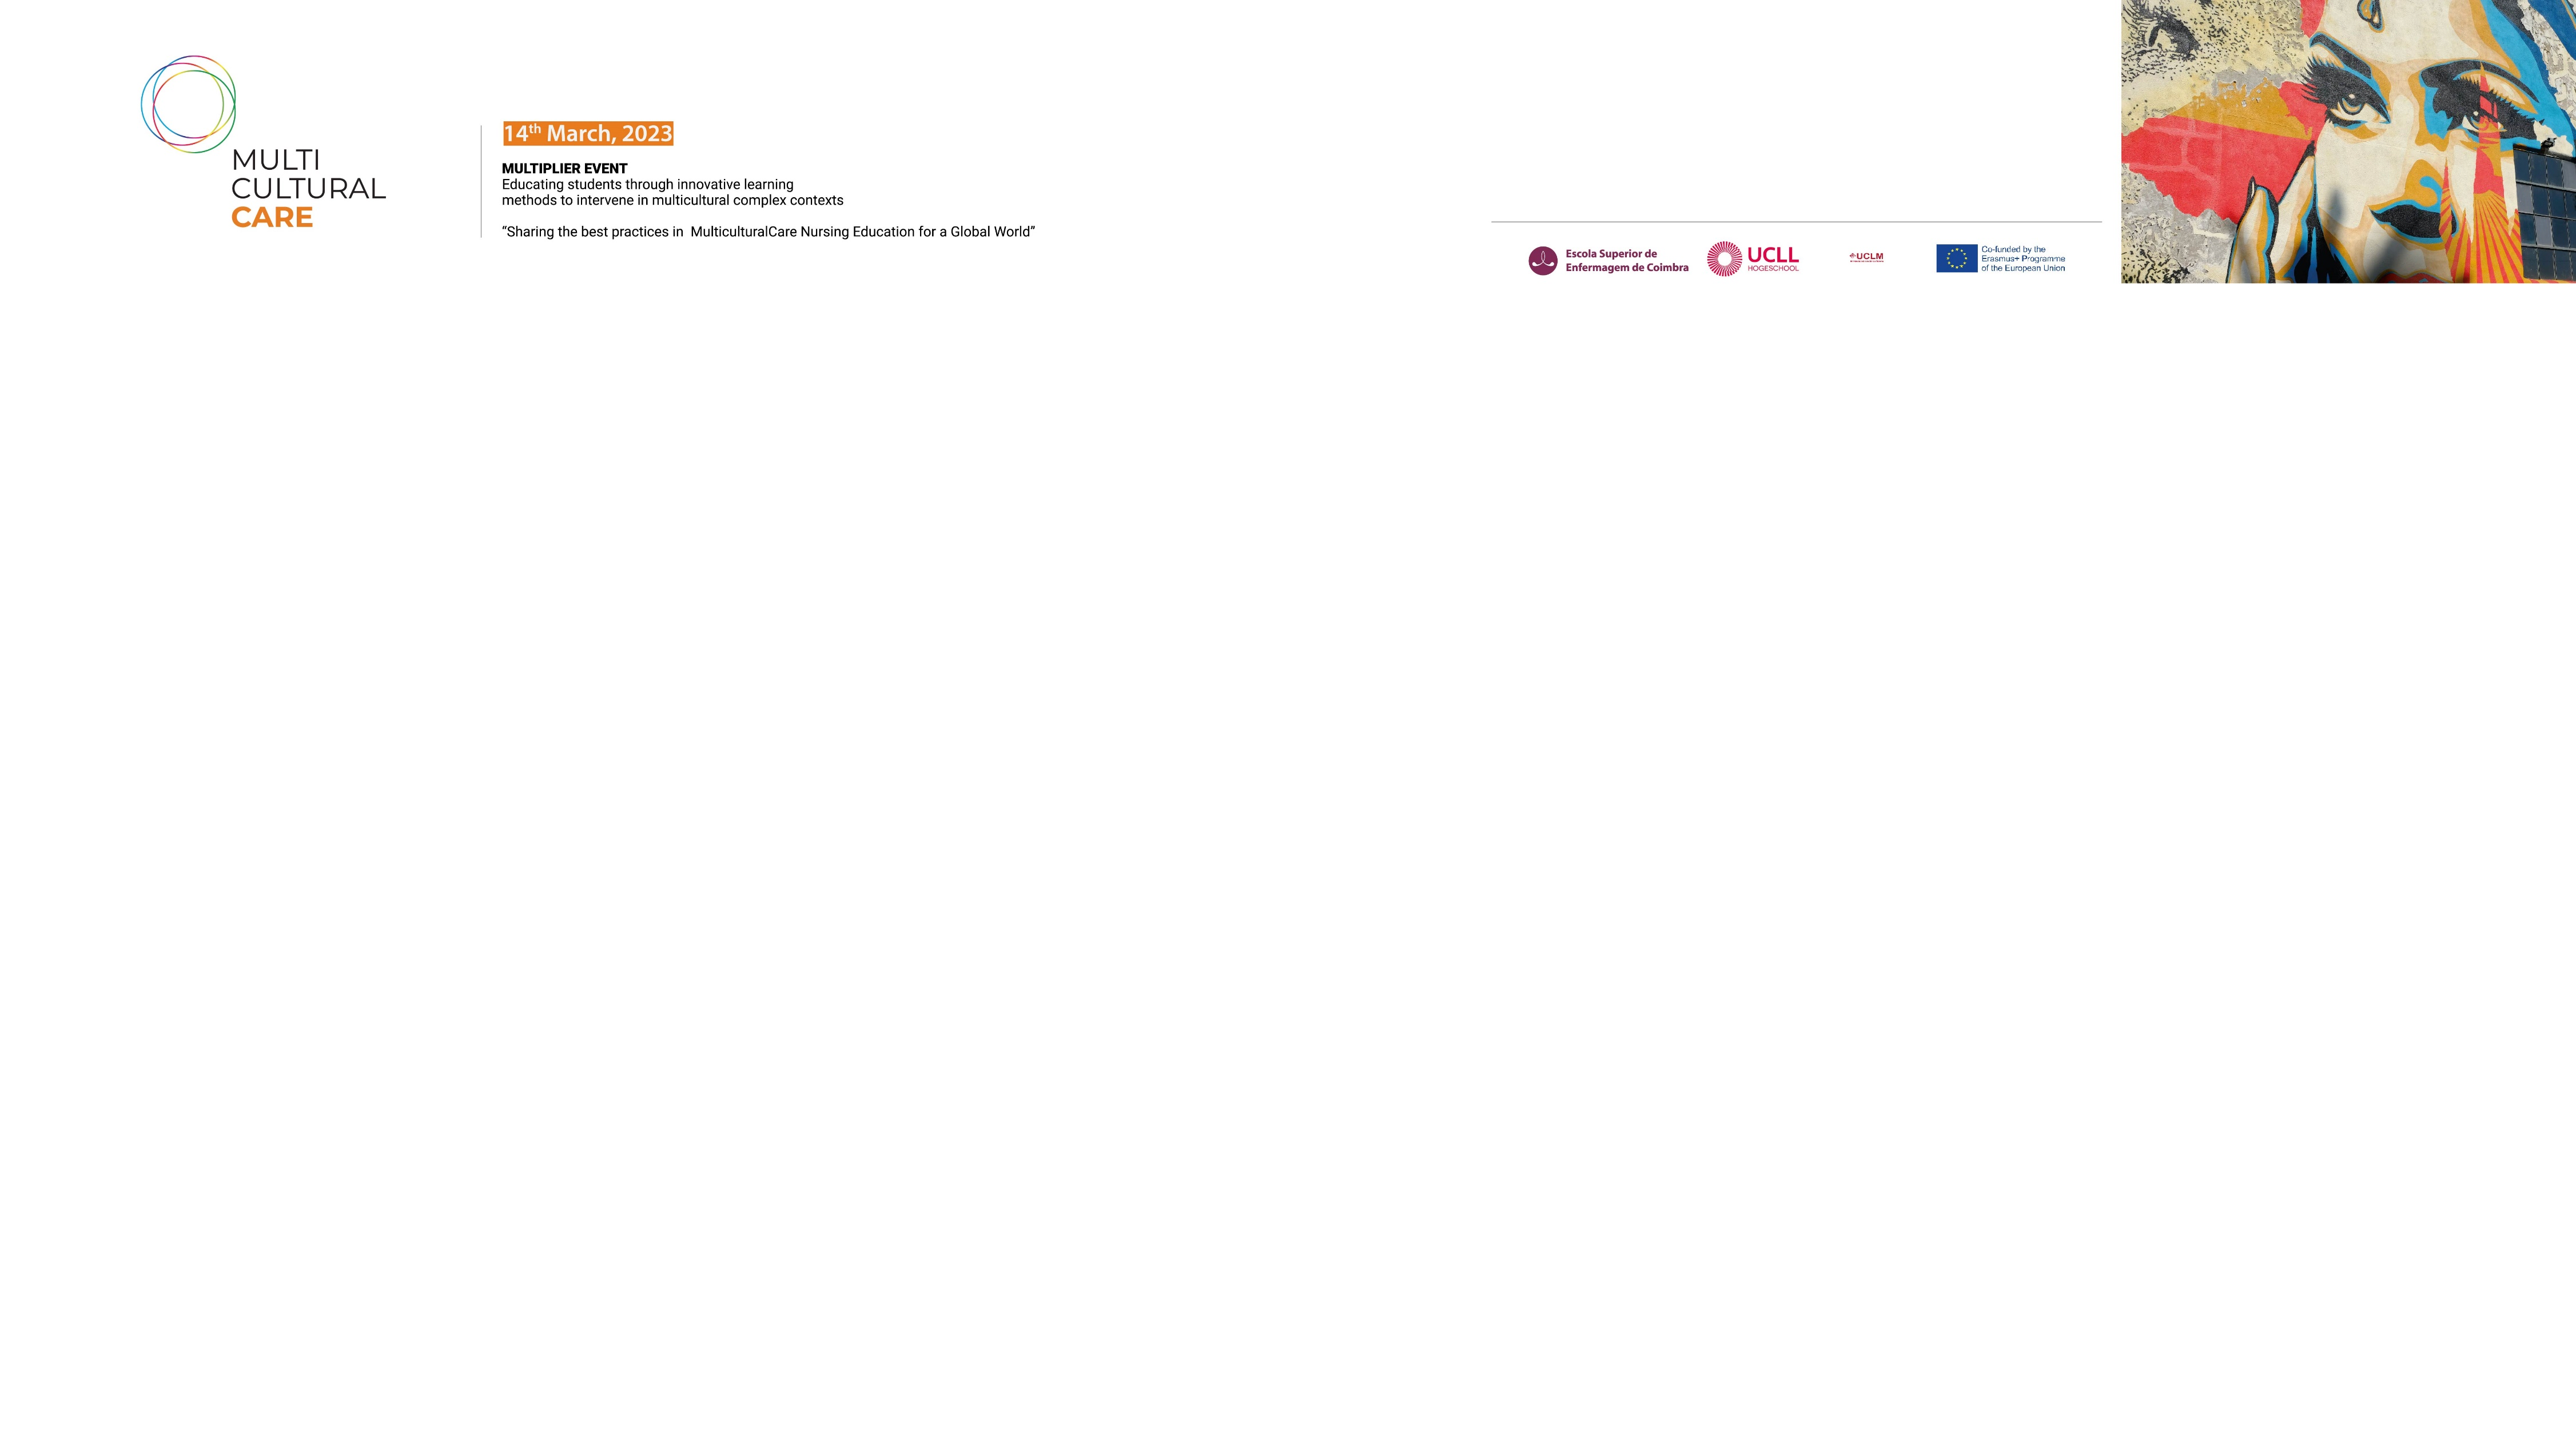 MULTI
CULTURAL
CARE
14th March, 2023
MULTIPLIER EVENT
Educating students through innovative learning
methods to intervene in multicultural complex contexts
“Sharing the best practices in  MulticulturalCare Nursing Education for a Global World”
Escola Superior de
Enfermagem de Coimbra
UCLL
HOGESCHOOL
UCLM
Co-funded by the
Erasmus+ Programme
of the European Union